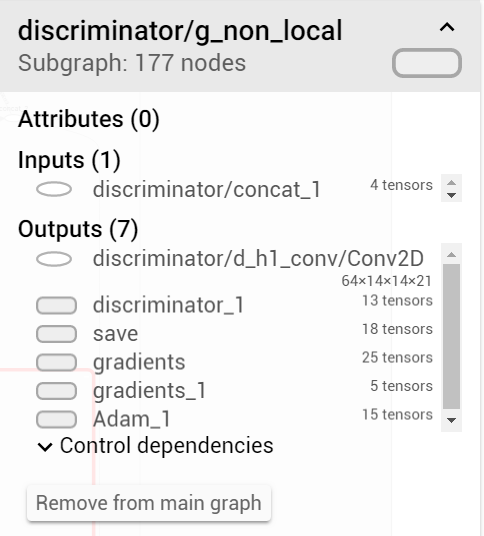 discriminator/g_non_local
Subgraph: 177 nodes
Attributes (0)
Inputs (1)
discriminator/concat_1 4 tensors
Outputs (7)
discriminator/d_h1_conv/Conv2D
64×14×14×21
discriminator_1 13 tensors
save 18 tensors
gradients 25 tensors
gradients_1 5 tensors
Adam_1 15 tensors
Control dependencies
Remove from main graph